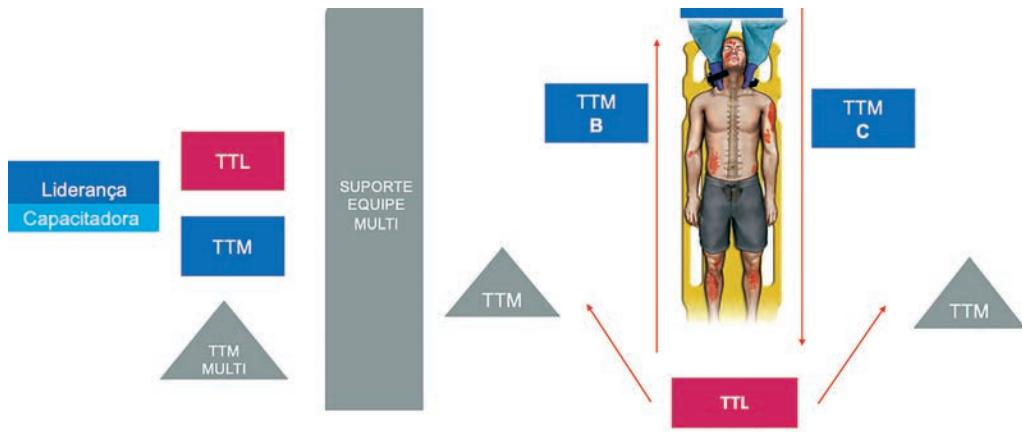 Liderança
Capacitadora
TTL
TTM
TTM
MULTI
SUPORTE
EQUIPE
MULTI
TTM
B
TTM
C
TTM
TTM
TTL